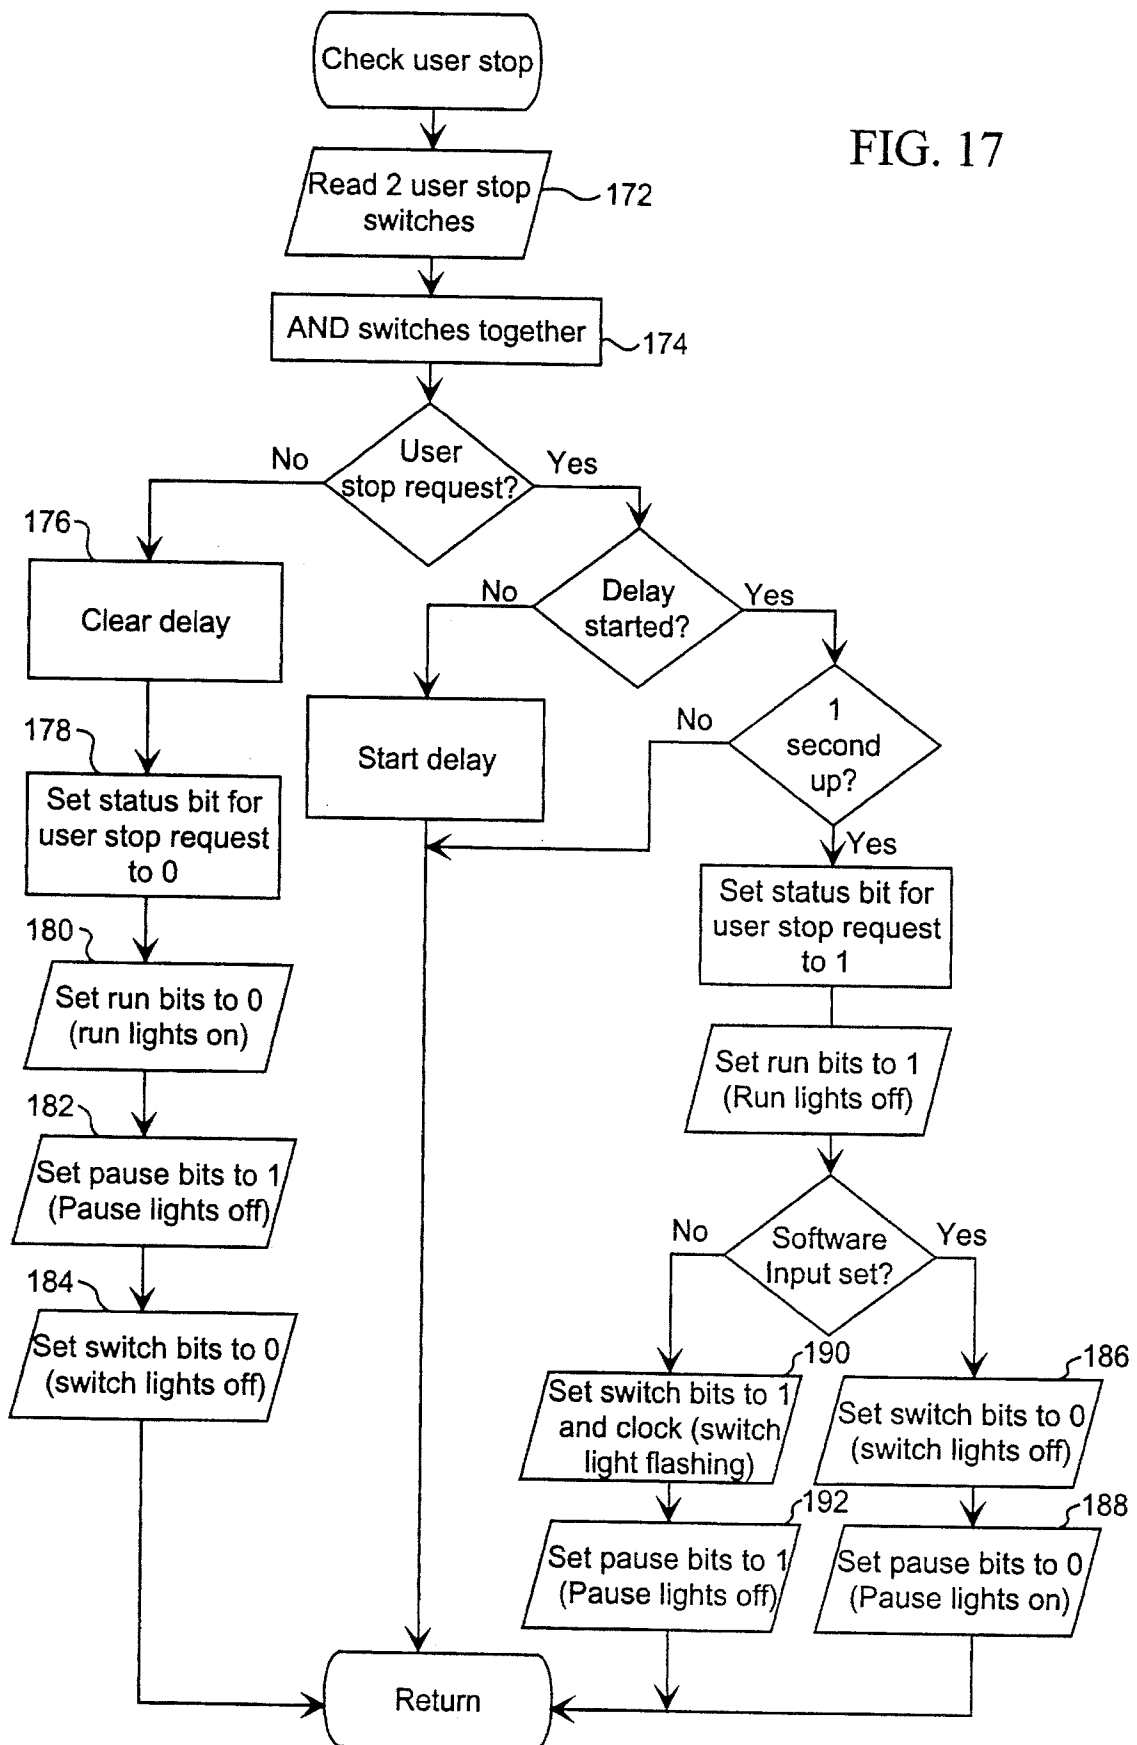 Check user stop
FIG. 17
Read 2 user stop
switches
172
AND switches together
174
User
stop request?
No
Yes
176
Clear delay
No
Delay
started?
Yes
178
Set status bit for
user stop request
to 0
Start delay
No
1
second
up?
Yes
Set status bit for
user stop request
to 1
180
Set run bits to 0
(run lights on)
Set run bits to 1
(Run lights off)
182
Set pause bits to 1
(Pause lights off)
No
Software
Input set?
Yes
184
Set switch bits to 0
(switch lights off)
190
Set switch bits to 1
and clock (switch
light flashing)
186
Set switch bits to 0
(switch lights off)
192
Set pause bits to 1
(Pause lights off)
188
Set pause bits to 0
(Pause lights on)
Return